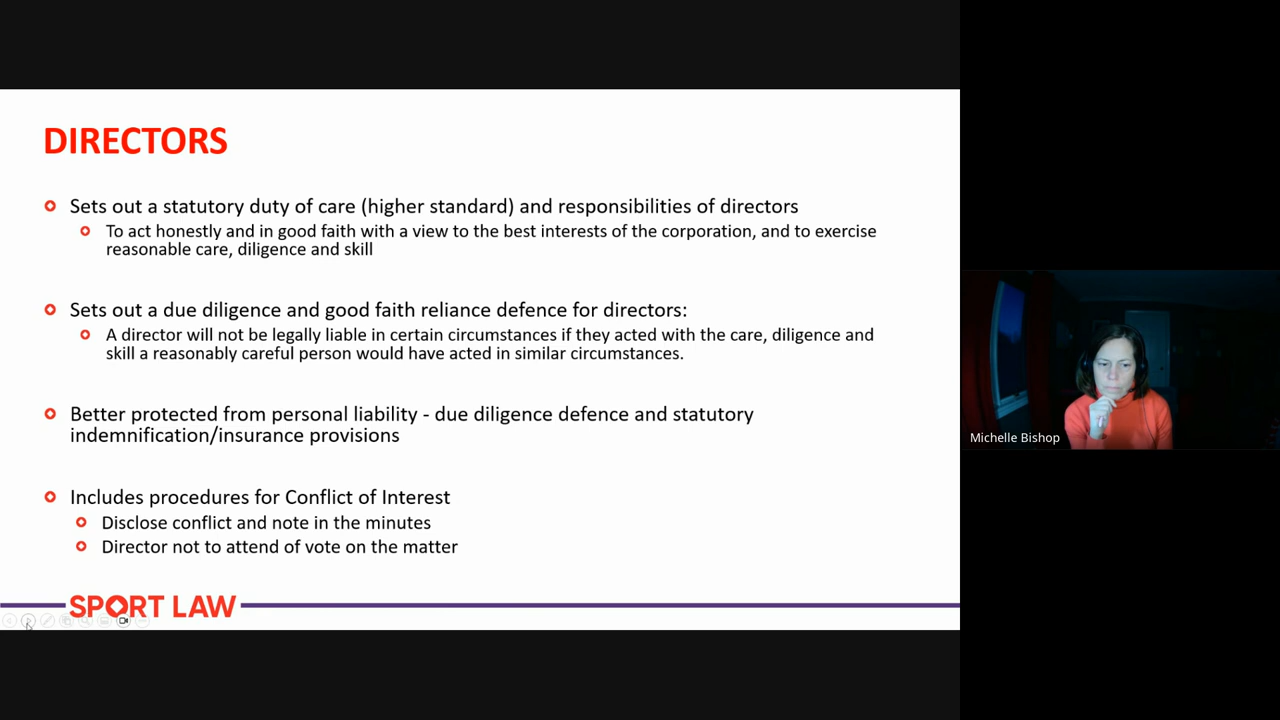 DIRECTORS
Sets out a statutory duty of care (higher standard) and responsibilities of directors
To act honestly and in good faith with a view to the best interests of the corporation, and to exercise
reasonable care, diligence and skill
Sets out a due diligence and good faith reliance defence for directors:
A director will not be legally liable in certain circumstances if they acted with the care, diligence and
skill a reasonably careful person would have acted in similar circumstances.
Better protected from personal liability - due diligence defence and statutory
indemnification/insurance provisions
Includes procedures for Conflict of Interest
Disclose conflict and note in the minutes
Director not to attend of vote on the matter
SPORT LAW
Michelle Bishop